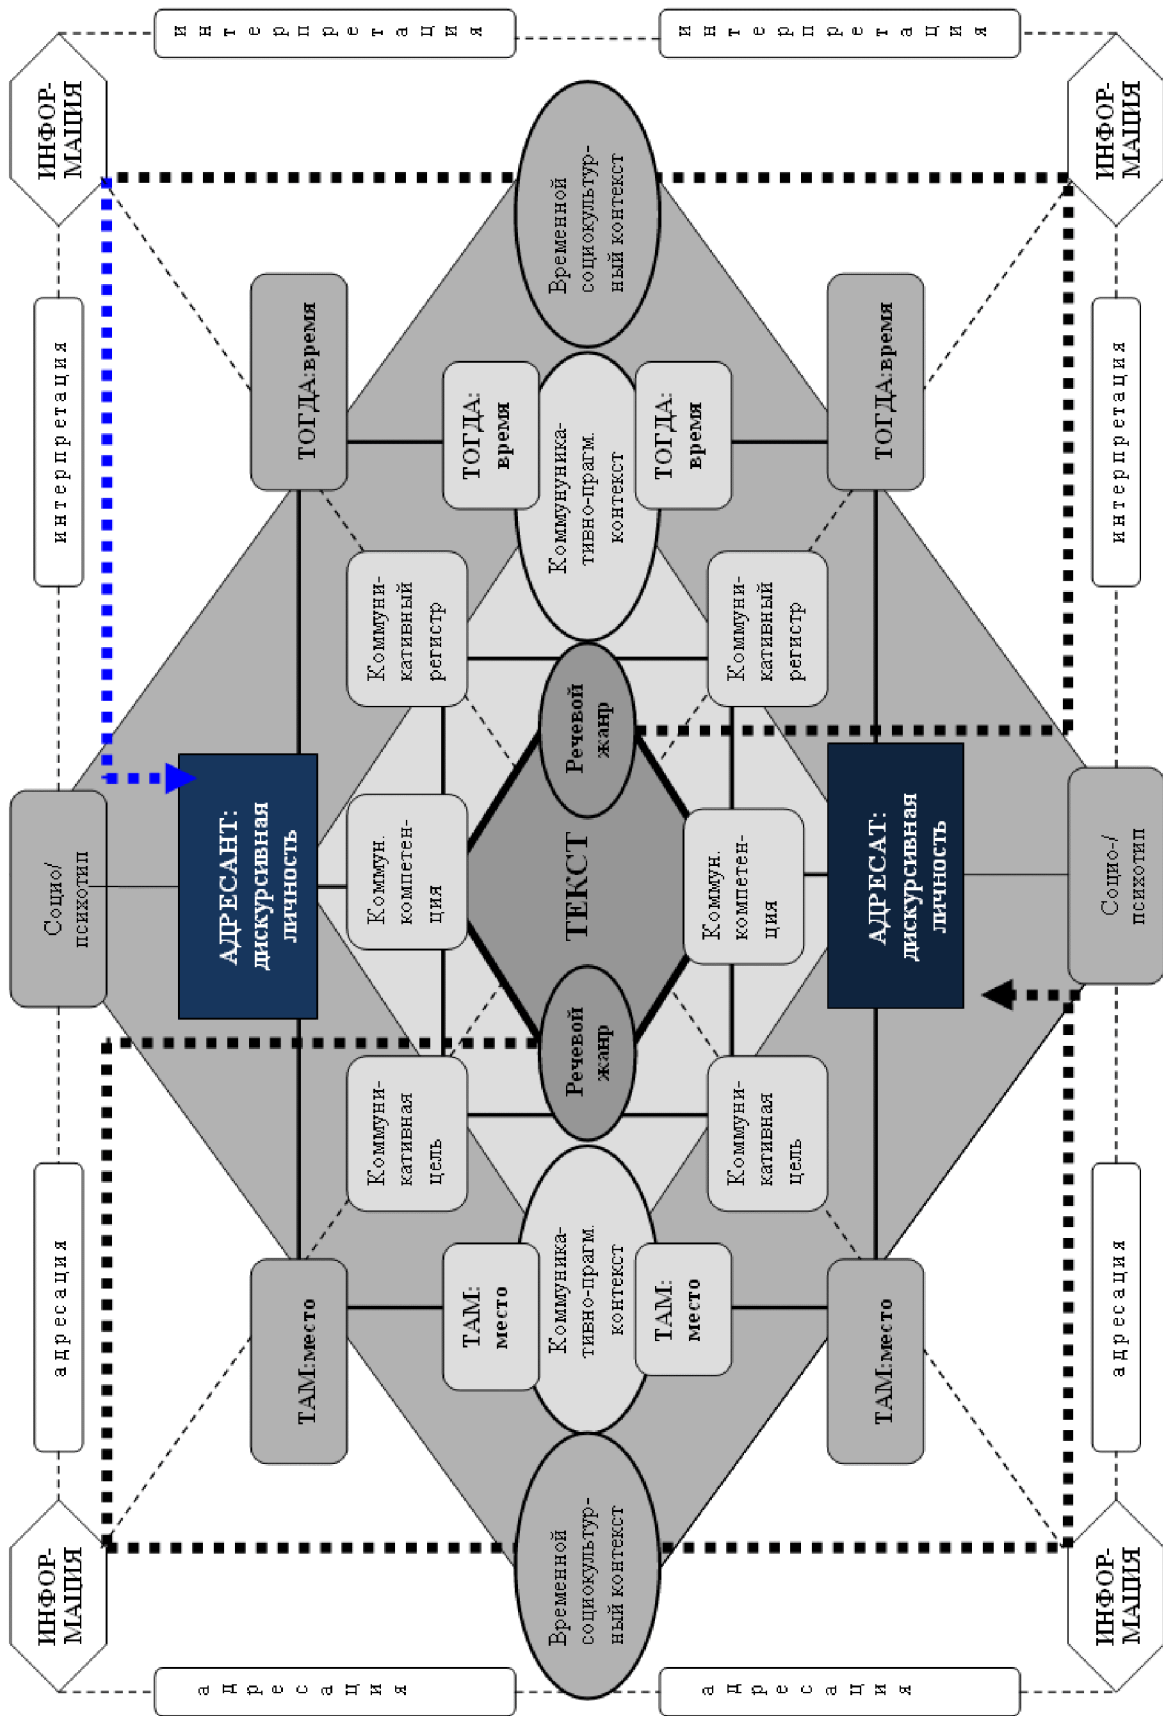 ИНФОР-
МАЦИЯ
адресация
Социо/
психотип
интерпретация
ИНФОР-
МАЦИЯ
адресация
АДРЕСАНТ:
дискурсивная
личность
интерпретация
ТАМ:место
ТОГДА:время
Коммуни-
кативная
цель
Коммун.
компетен-
ция
Коммуни-
кативный
регистр
ТАМ:
место
ТОГДА:
время
Временной
социокультур-
ный контекст
Коммуника-
тивно-прагм.
контекст
Речевой
жанр
ТЕКСТ
Речевой
жанр
Коммунуника-
тивно-прагм.
контекст
Временной
социокультур-
ный контекст
ТАМ:
место
ТОГДА:
время
Коммуни-
кативная
цель
Коммун.
компетен-
ция
Коммуни-
кативный
регистр
адресация
ТАМ:место
АДРЕСАТ:
дискурсивная
личность
ТОГДА:время
интерпретация
ИНФОР-
МАЦИЯ
адресация
Социо-/
психотип
интерпретация
ИНФОР-
МАЦИЯ